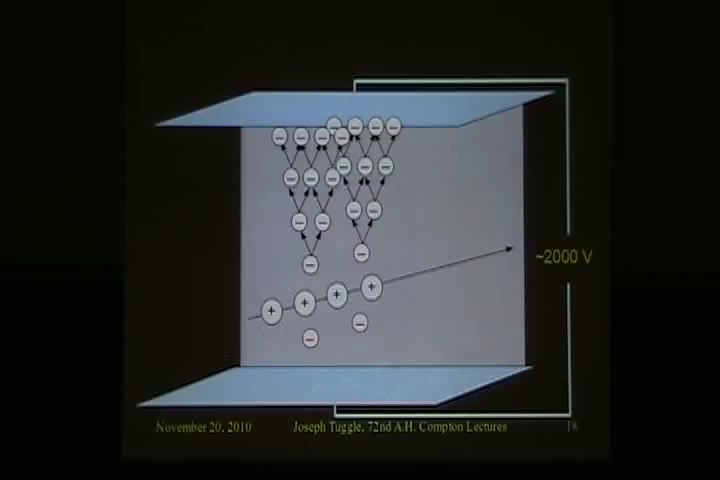 ~2000 V
November 20, 2010
Joseph Tuggle, 72nd A.H. Compton Lectures
18